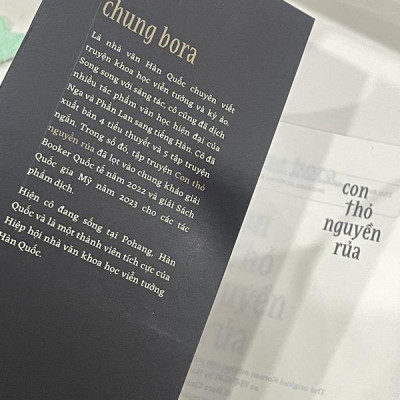 chung bora
Là nhà văn Hàn Quốc chuyên viết
truyện khoa học viễn tưởng và kỳ ảo.
Song song với sáng tác, cô cũng đã dịch
nhiều tác phẩm văn học hiện đại của
Nga và Phần Lan sang tiếng Hàn. Cô đã
xuất bản 4 tiểu thuyết và 5 tập truyện
ngắn. Trong số đó, tập truyện Con thỏ
nguyền rủa đã lọt vào chung khảo giải
Booker Quốc tế năm 2022 và giải Sách
Quốc gia Mỹ năm 2023 cho các tác
phẩm dịch.
Hiện cô đang sống tại Pohang, Hàn
Quốc và là một thành viên tích cực của
Hiệp hội nhà văn khoa học viễn tưởng
Hàn Quốc.
con
thỏ
nguyền
rủa